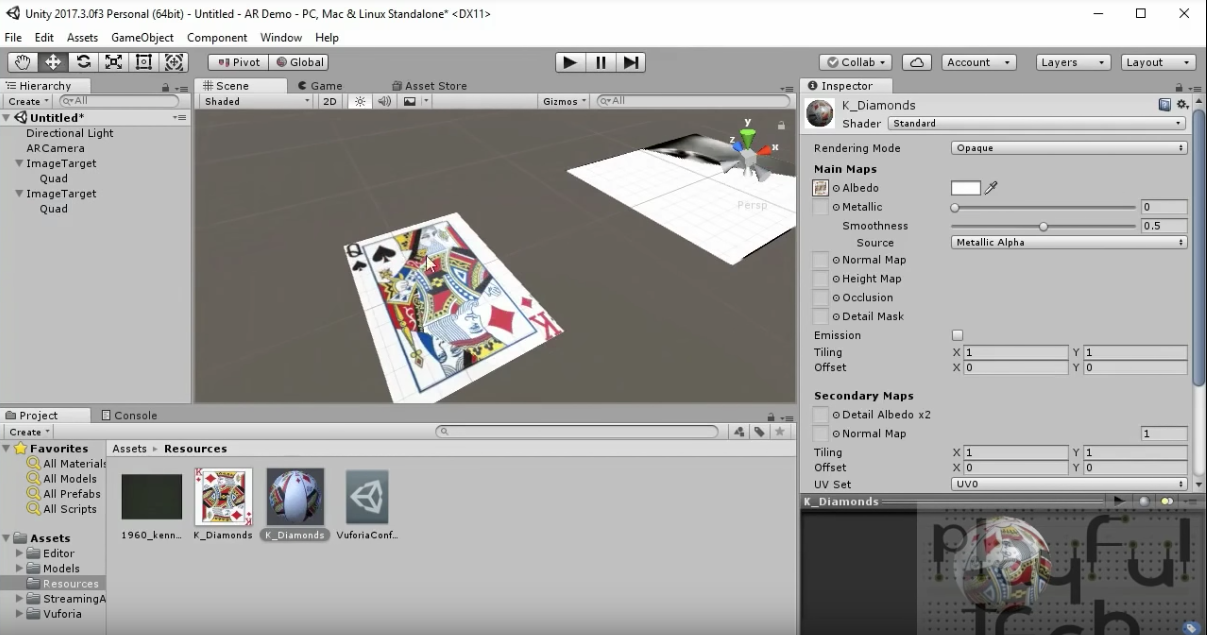 Unity 2017.3.0f3 Personal (64bit) - Untitled - AR Demo - PC, Mac & Linux Standalone* <DX11>
File Edit Assets GameObject Component Window Help
Pivot Global Collab Account Layers Layout
Hierarchy
Create All
Untitled*
Directional Light
ARCamera
ImageTarget
Quad
ImageTarget
Quad
Scene Game Asset Store
Shaded 2D Gizmos All
y
z x
Persp
Q
K
Inspector
K_Diamonds
Shader Standard
Rendering Mode Opaque
Main Maps
Albedo
Metallic 0
Smoothness 0.5
Source Metallic Alpha
Normal Map
Height Map
Occlusion
Detail Mask
Emission
Tiling X 1 Y 1
Offset X 0 Y 0
Secondary Maps
Detail Albedo x2
Normal Map 1
Tiling X 1 Y 1
Offset X 0 Y 0
UV Set UV0
K_Diamonds
playful
Project Console
Create
Favorites
All Materials
All Models
All Prefabs
All Scripts
Assets
Editor
Models
Resources
StreamingA
Vuforia
Assets Resources
K
K
1960_kenn... K_Diamonds K_Diamonds VuforiaConf...